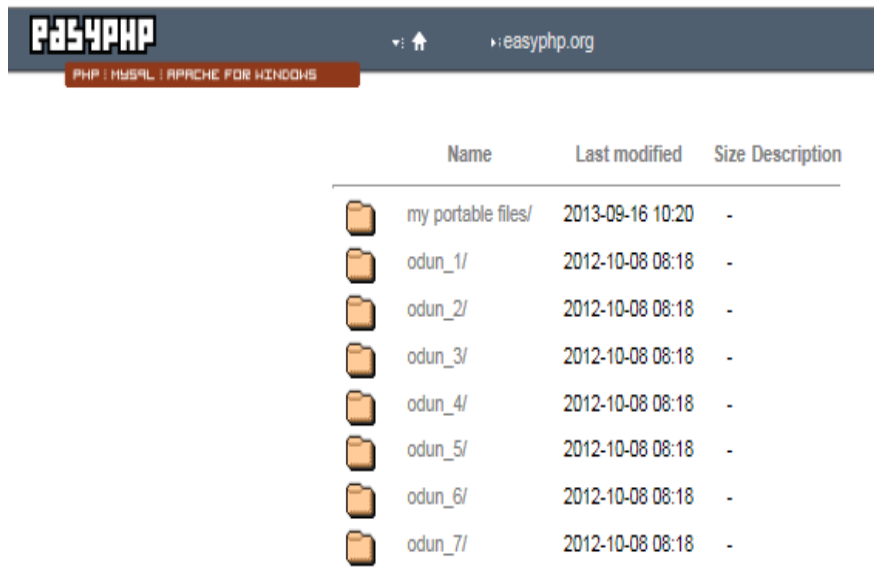 easyPHP
easyphp.org
PHP | MYSQL | APACHE FOR WINDOWS
Name Last modified Size Description
my portable files/ 2013-09-16 10:20 -
odun_1/ 2012-10-08 08:18 -
odun_2/ 2012-10-08 08:18 -
odun_3/ 2012-10-08 08:18 -
odun_4/ 2012-10-08 08:18 -
odun_5/ 2012-10-08 08:18 -
odun_6/ 2012-10-08 08:18 -
odun_7/ 2012-10-08 08:18 -